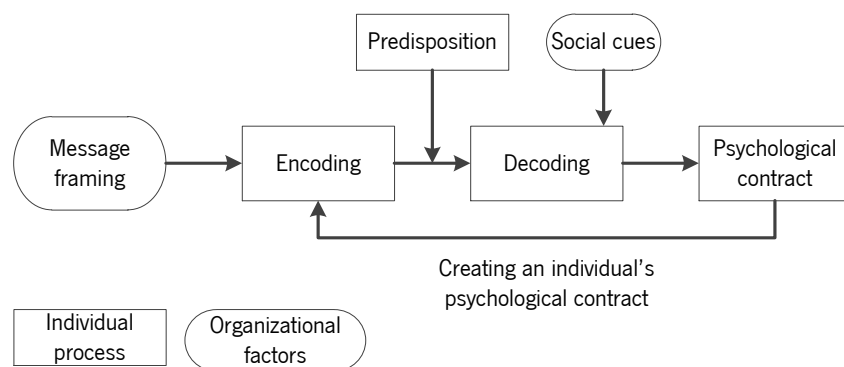 Predisposition
Social cues
Message
framing
Encoding
Decoding
Psychological
contract
Creating an individual's
psychological contract
Individual
process
Organizational
factors